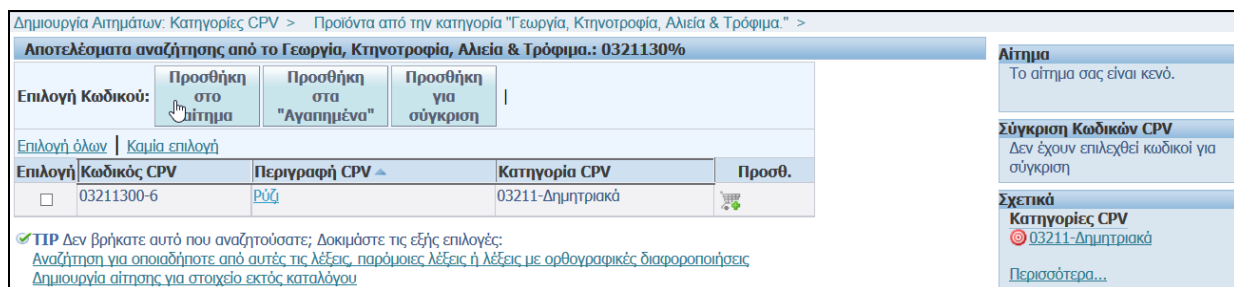 Δημιουργία Αιτημάτων: Κατηγορίες CPV > Προϊόντα από την κατηγορία "Γεωργία, Κτηνοτροφία, Αλιεία & Τρόφιμα." >
Αποτελέσματα αναζήτησης από το Γεωργία, Κτηνοτροφία, Αλιεία & Τρόφιμα.: 0321130%
Επιλογή Κωδικού:
Προσθήκη
στο
αίτημα
Προσθήκη
στα
"Αγαπημένα"
Προσθήκη
για
σύγκριση
|
Επιλογή όλων | Καμία επιλογή
Επιλογή Κωδικός CPV Περιγραφή CPV Κατηγορία CPV Προσθ.
03211300-6 Ρύζι 03211-Δημητριακά
TIP Δεν βρήκατε αυτό που αναζητούσατε; Δοκιμάστε τις εξής επιλογές:
Αναζήτηση για οποιαδήποτε από αυτές τις λέξεις, παρόμοιες λέξεις ή λέξεις με ορθογραφικές διαφοροποιήσεις
Δημιουργία αίτησης για στοιχείο εκτός καταλόγου
Αίτημα
Το αίτημα σας είναι κενό.
Σύγκριση Κωδικών CPV
Δεν έχουν επιλεχθεί κωδικοί για
σύγκριση
Σχετικά
Κατηγορίες CPV
03211-Δημητριακά
Περισσότερα...